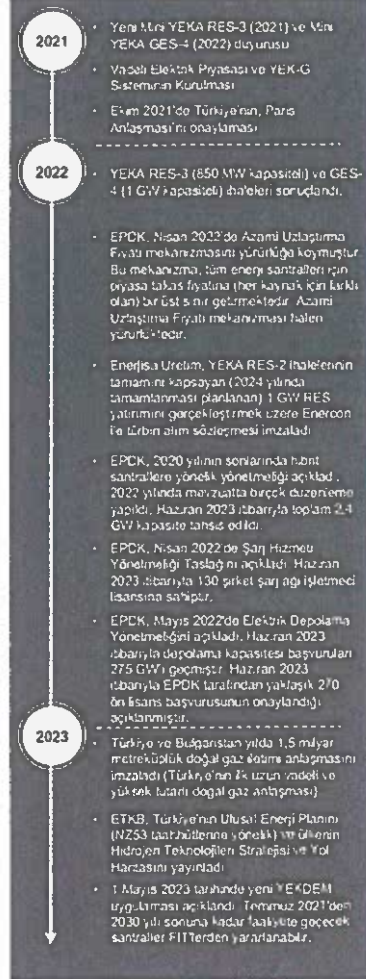 2021
• Yeni Mini YEKA RES-3 (2021) ve Mini
YEKA GES-4 (2022) duyurusu
• Vadeli Elektrik Piyasası ve YEK-G
Sisteminin Kurulması
• Ekim 2021'de Türkiye'nin, Paris
Anlaşması'nı onaylaması
2022
• YEKA RES-3 (850 MW kapasiteli) ve GES-
4 (1 GW kapasiteli) ihaleleri sonuçlandı.
• EPDK, Nisan 2022'de Azami Uzlaştırma
Fiyatı mekanizmasını yürürlüğe koymuştur.
Bu mekanizma, tüm enerji santralleri için
piyasa takas fiyatına (her kaynak için farklı
olan) bir üst sınır getirmektedir. Azami
Uzlaştırma Fiyatı mekanizması halen
yürürlüktedir.
• Enerjisa Üretim, YEKA RES-2 ihalelerinin
tamamını kapsayan (2024 yılında
tamamlanması planlanan) 1 GW RES
yatırımını gerçekleştirmek üzere Enercon
ile türbin alım sözleşmesi imzaladı
• EPDK, 2020 yılının sonlarında hibrit
santrallere yönelik yönetmeliği açıkladı,
2022 yılında mevzuatta birçok düzenleme
yapıldı. Haziran 2023 itibarıyla toplam 2,4
GW kapasite tahsis edildi.
• EPDK, Nisan 2022'de Şarj Hizmeti
Yönetmeliği Taslağını açıkladı. Haziran
2023 itibarıyla 130 şirket şarj ağı işletmeci
lisansına sahiptir.
• EPDK, Mayıs 2022'de Elektrik Depolama
Yönetmeliğini açıkladı. Haziran 2023
itibarıyla depolama kapasitesi başvuruları
275 GW'ı geçmiştir. Haziran 2023
itibarıyla EPDK tarafından yaklaşık 270
ön lisans başvurusunun onaylandığı
açıklanmıştır.
2023
• Türkiye ve Bulgaristan yılda 1,5 milyar
metreküplük doğal gaz iletimi anlaşmasını
imzaladı (Türkiye'nin ilk uzun vadeli ve
yüksek tutarlı doğal gaz anlaşması)
• ETKB, Türkiye'nin Ulusal Enerji Planını
(NZ53 taahhütlerine yönelik) ve ülkenin
Hidrojen Teknolojileri Stratejisi ve Yol
Haritasını yayınladı
• 1 Mayıs 2023 tarihinde yeni YEKDEM
uygulaması açıklandı. Temmuz 2021'den
2030 yılı sonuna kadar faaliyete geçecek
santraller FIT'lerden yararlanabilir.